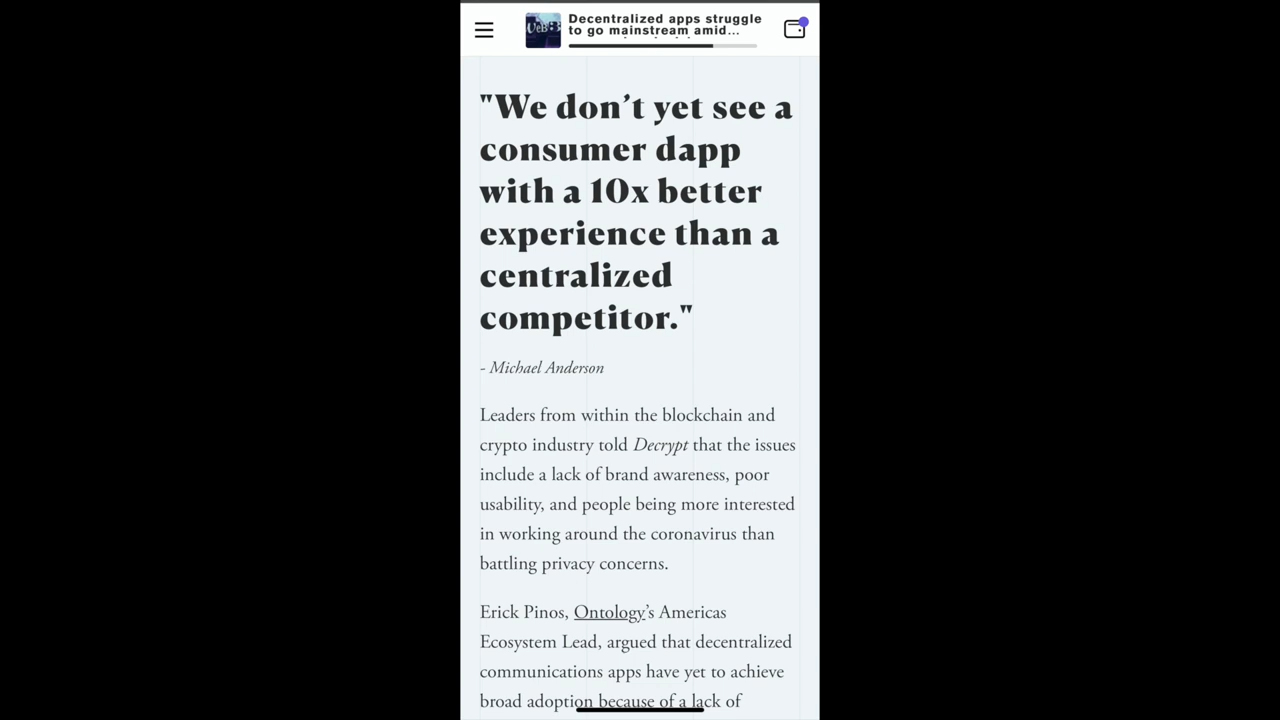 Decentralized apps struggle
to go mainstream amid...
"We don’t yet see a
consumer dapp
with a 10x better
experience than a
centralized
competitor."
- Michael Anderson
Leaders from within the blockchain and
crypto industry told Decrypt that the issues
include a lack of brand awareness, poor
usability, and people being more interested
in working around the coronavirus than
battling privacy concerns.
Erick Pinos, Ontology’s Americas
Ecosystem Lead, argued that decentralized
communications apps have yet to achieve
broad adoption because of a lack of